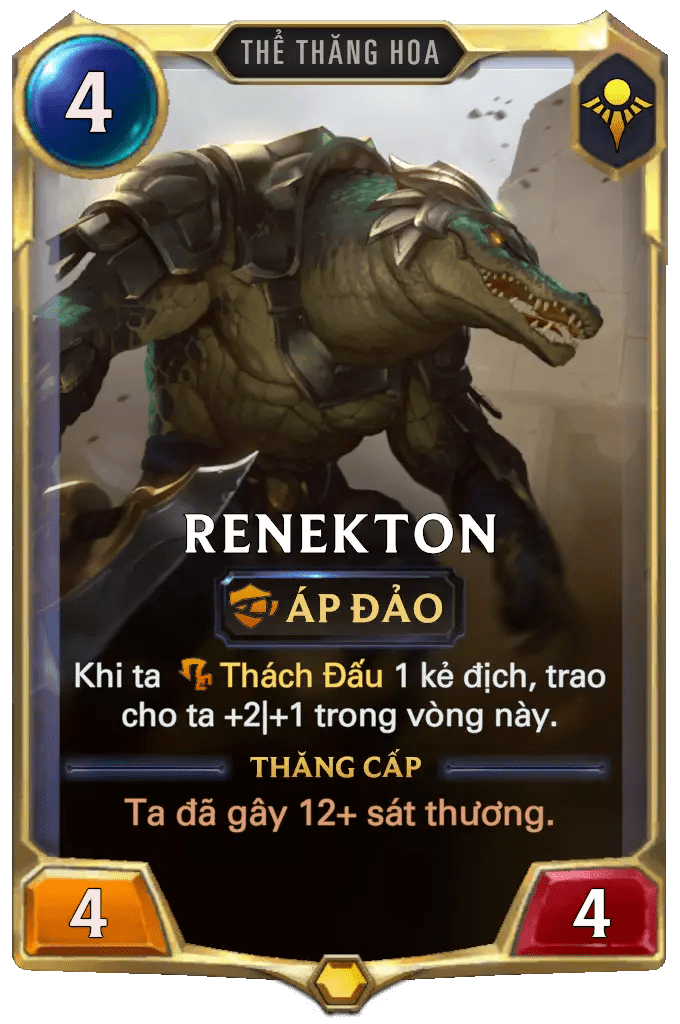 THỂ THĂNG HOA
4
RENEKTON
ÁP ĐẢO
Khi ta Thách Đấu 1 kẻ địch, trao
cho ta +2|+1 trong vòng này.
THĂNG CẤP
Ta đã gây 12+ sát thương.
4
4